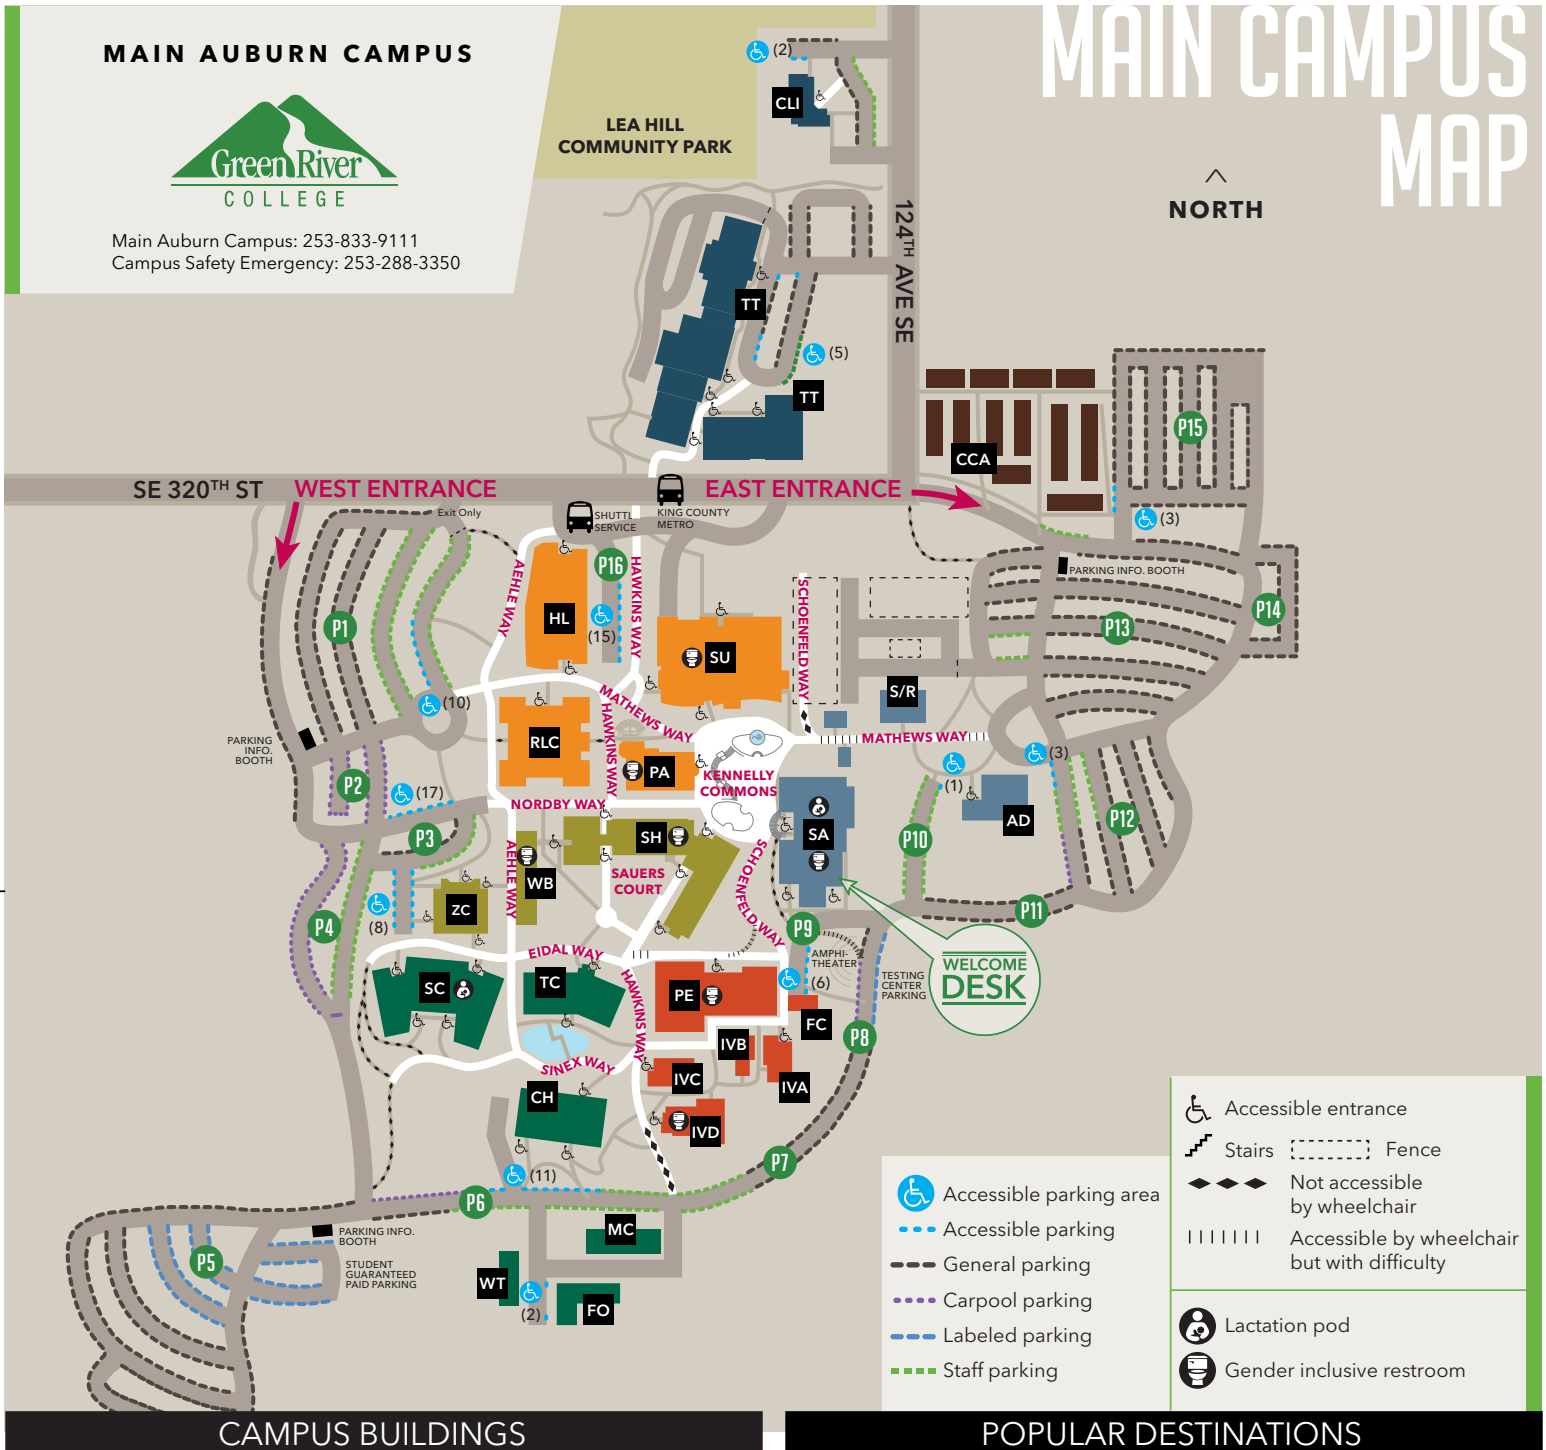 MAIN AUBURN CAMPUS
Green River
COLLEGE
Main Auburn Campus: 253-833-9111
Campus Safety Emergency: 253-288-3350
MAIN CAMPUS
MAP
NORTH
LEA HILL
COMMUNITY PARK
(2)
CLI
124TH AVE SE
TT
(5)
TT
CCA
P15
(3)
SE 320TH ST
WEST ENTRANCE
EAST ENTRANCE
Exit Only
SHUTTL
SERVICE
KING COUNTY
METRO
PARKING INFO. BOOTH
P16
P1
P14
P13
AEHLE WAY
HAWKINS WAY
SCHOENFELD WAY
HL
(15)
SU
S/R
(10)
MATHEWS WAY
HAWKINS WAY
MATHEWS WAY
PARKING
INFO.
BOOTH
RLC
PA
KENNELLY
COMMONS
(3)
(1)
P2
(17)
NORDBY WAY
AD
P12
P3
P10
SH
SA
AEHLE WAY
WB
SAUERS
COURT
SCHOENFELD WAY
ZC
(8)
P4
P9
P11
EIDAL WAY
AMPHI-
THEATER
WELCOME
DESK
TESTING
CENTER
PARKING
SC
TC
HAWKINS WAY
PE
(6)
FC
P8
IVB
SINEX WAY
IVC
IVA
CH
IVD
P7
(11)
P6
MC
PARKING INFO.
BOOTH
P5
STUDENT
GUARANTEED
PAID PARKING
WT
(2)
FO
Accessible parking area
Accessible parking
General parking
Carpool parking
Labeled parking
Staff parking
Accessible entrance
Stairs
Fence
Not accessible
by wheelchair
Accessible by wheelchair
but with difficulty
Lactation pod
Gender inclusive restroom
CAMPUS BUILDINGS
POPULAR DESTINATIONS